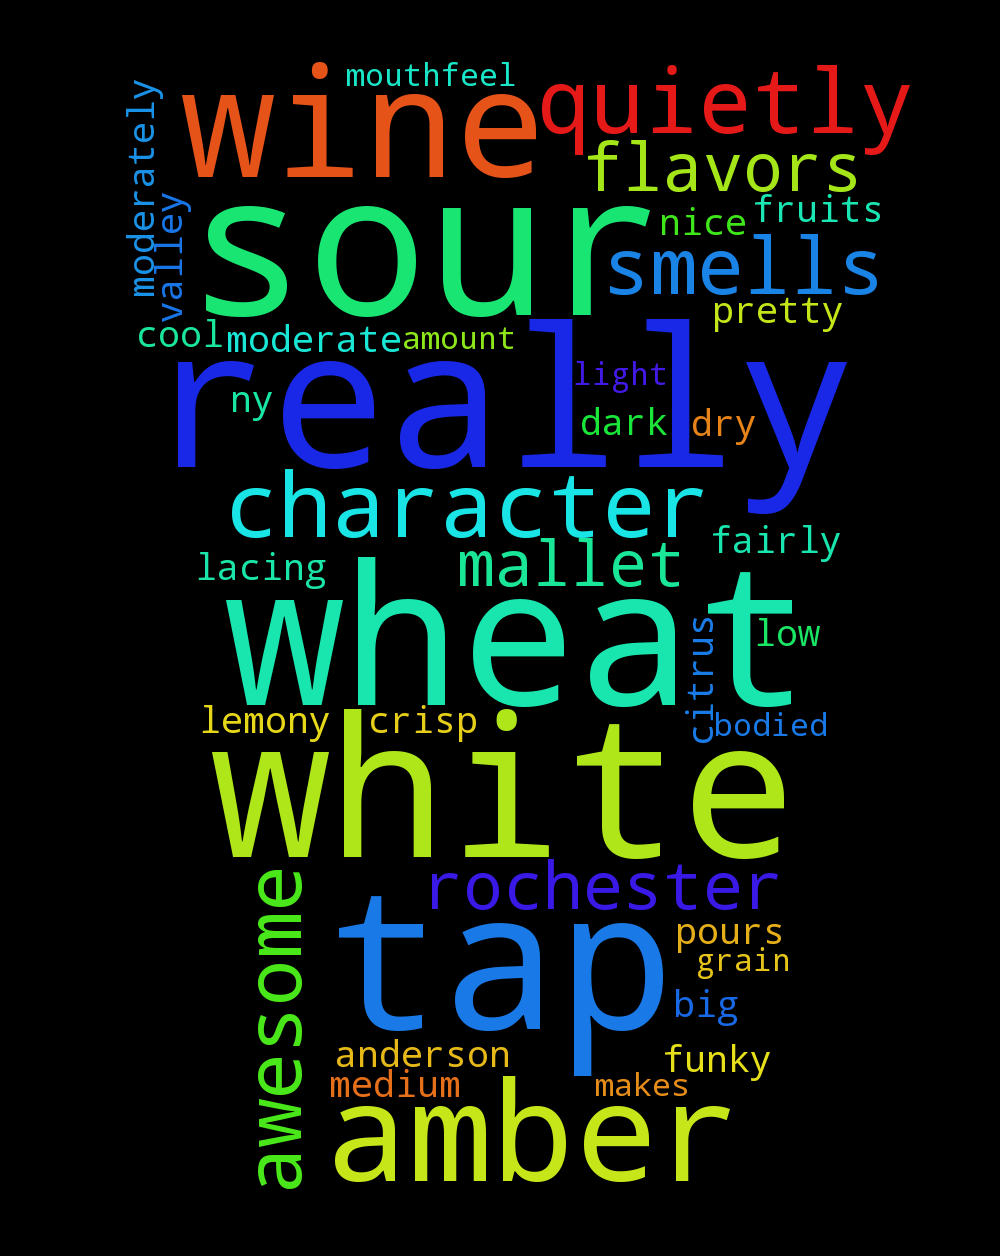 mouthfeel
wine
quietly
moderately
flavors
valley
sour
nice
fruits
smells
pretty
cool
moderate
amount
really
light
ny
dark
dry
character
fairly
lacing
mallet
wheat
citrus
low
lemony
crisp
bodied
white
awesome
rochester
tap
pours
grain
big
anderson
funky
medium
makes
amber